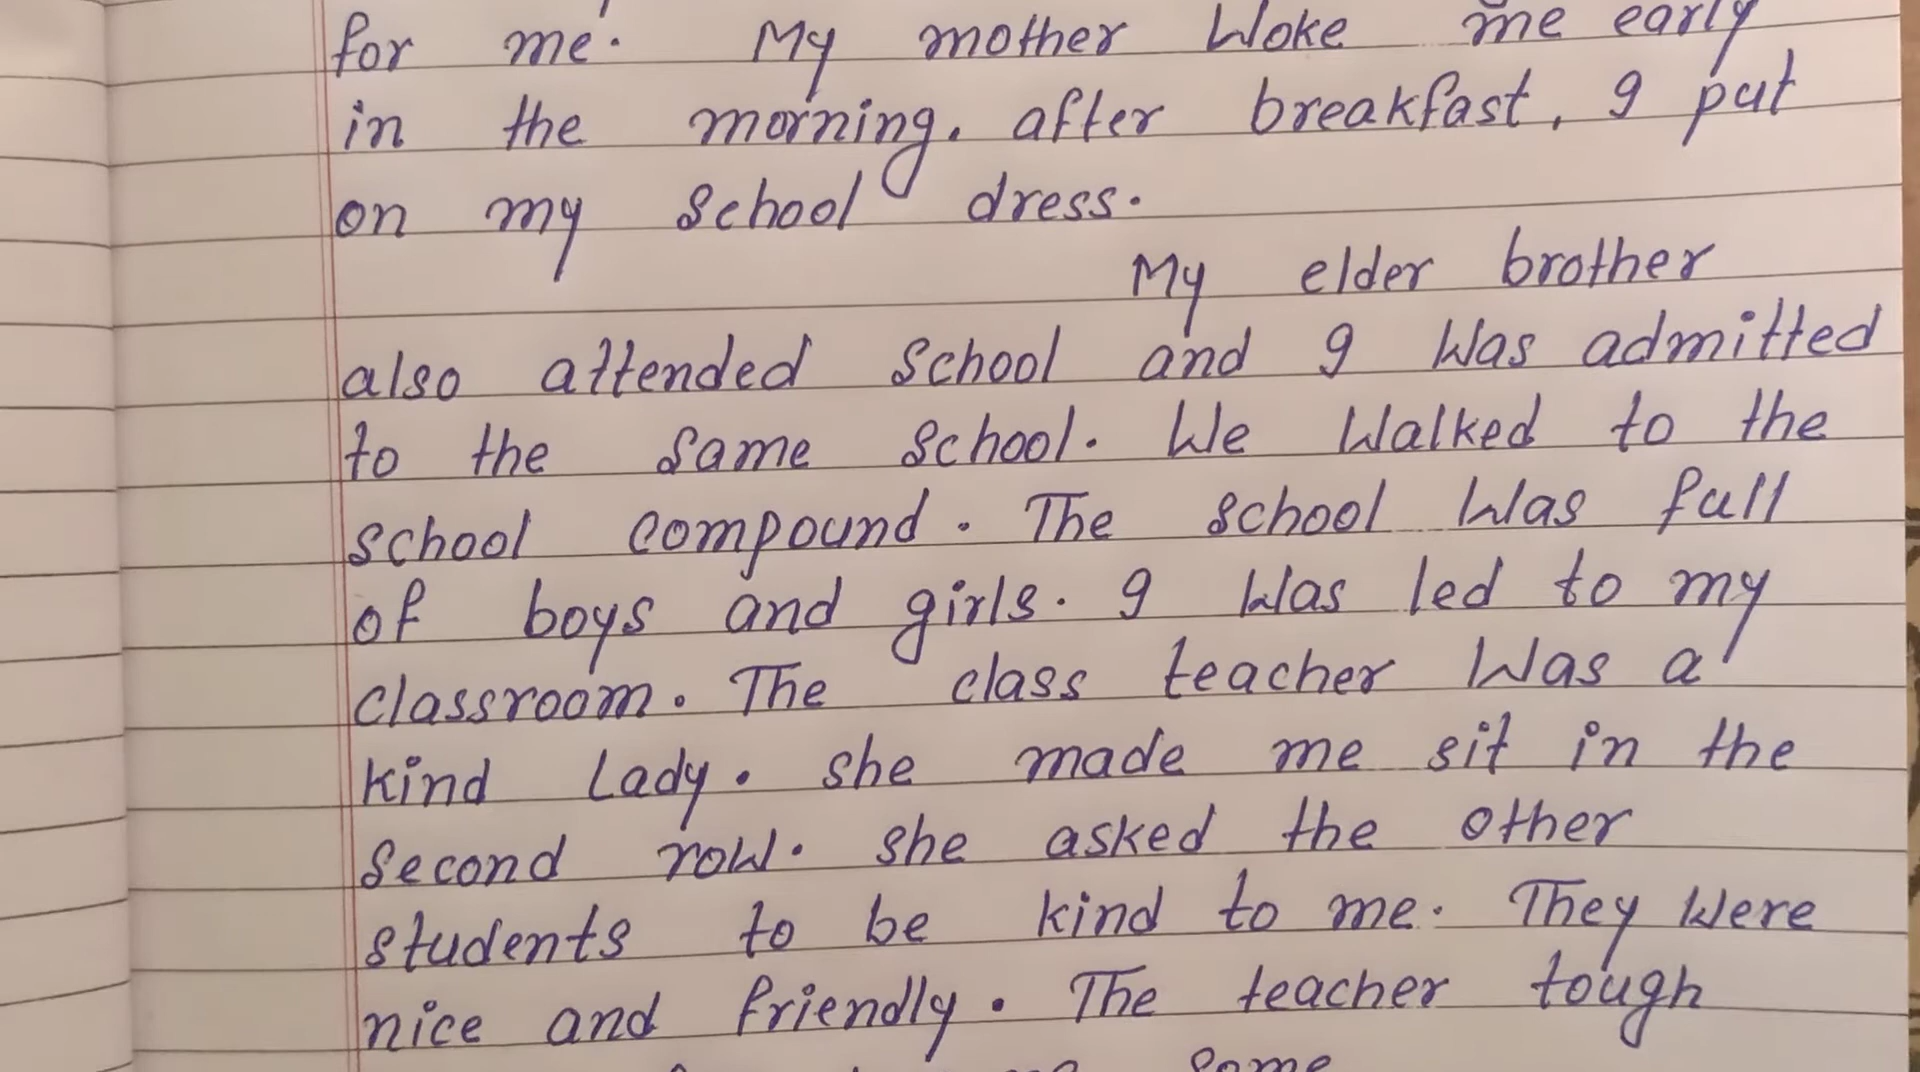 for me. My mother woke me early
in the morning. after breakfast, I put
on my school dress.
My elder brother
also attended school and I was admitted
to the same school. We walked to the
school compound. The school was full
of boys and girls. I was led to my
classroom. The class teacher was a
kind lady. she made me sit in the
second row. she asked the other
students to be kind to me. They were
nice and friendly. The teacher tough
some